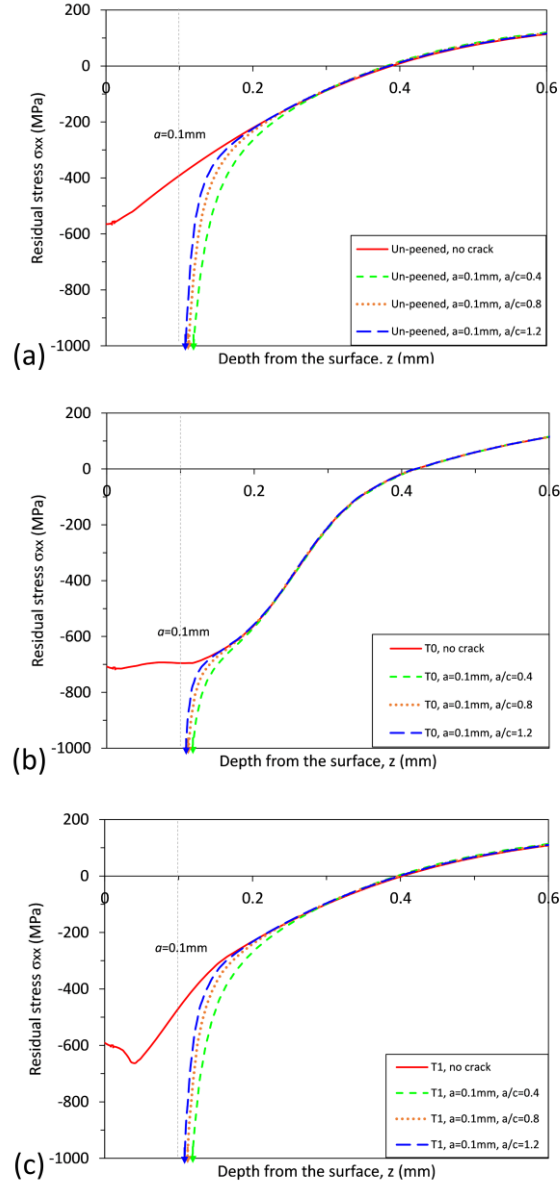 200
0
0
0.2
0.4
0.6
-200
-400
-600
-800
-1000
Residual stress σxx (MPa)
a=0.1mm
Un-peened, no crack
Un-peened, a=0.1mm, a/c=0.4
Un-peened, a=0.1mm, a/c=0.8
Un-peened, a=0.1mm, a/c=1.2
(a)
Depth from the surface, z (mm)
200
0
0
0.2
0.4
0.6
-200
-400
-600
-800
-1000
Residual stress σxx (MPa)
a=0.1mm
T0, no crack
T0, a=0.1mm, a/c=0.4
T0, a=0.1mm, a/c=0.8
T0, a=0.1mm, a/c=1.2
(b)
Depth from the surface, z (mm)
200
0
0
0.2
0.4
0.6
-200
-400
-600
-800
-1000
Residual stress σxx (MPa)
a=0.1mm
T1, no crack
T1, a=0.1mm, a/c=0.4
T1, a=0.1mm, a/c=0.8
T1, a=0.1mm, a/c=1.2
(c)
Depth from the surface, z (mm)